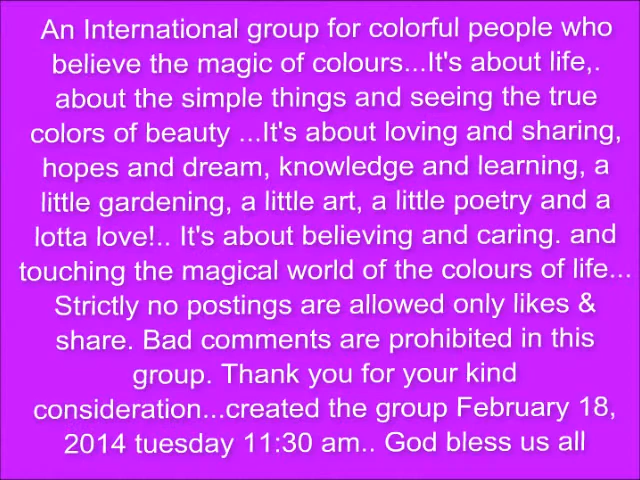 An International group for colorful people who
believe the magic of colours...It's about life,.
about the simple things and seeing the true
colors of beauty ...It's about loving and sharing,
hopes and dream, knowledge and learning, a
little gardening, a little art, a little poetry and a
lotta love!.. It's about believing and caring. and
touching the magical world of the colours of life...
Strictly no postings are allowed only likes &
share. Bad comments are prohibited in this
group. Thank you for your kind
consideration...created the group February 18,
2014 tuesday 11:30 am.. God bless us all